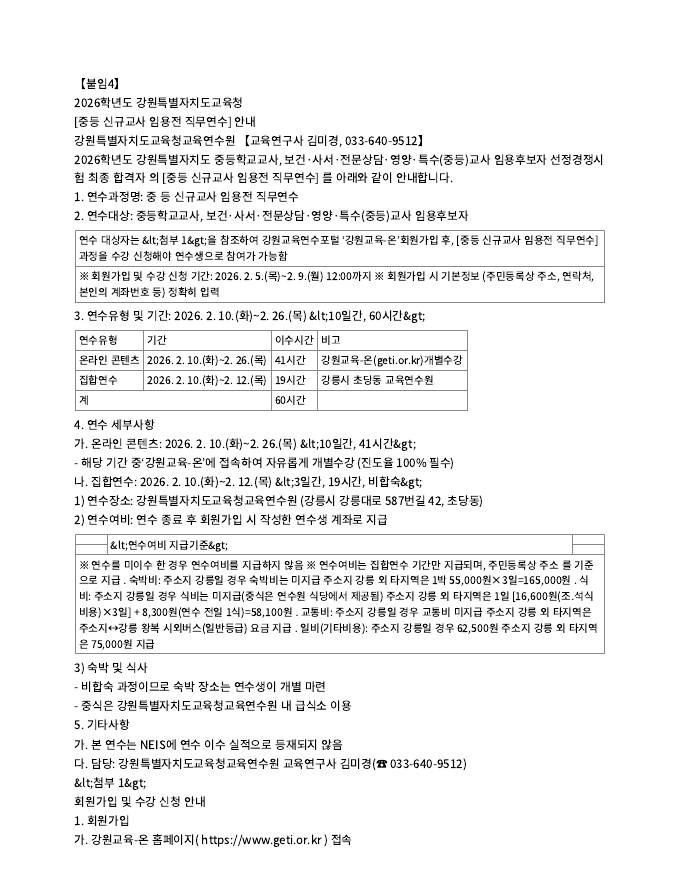 【붙임4】
2026학년도 강원특별자치도교육청
[중등 신규교사 임용전 직무연수] 안내
강원특별자치도교육청교육연수원 【교육연구사 김미경, 033-640-9512】
2026학년도 강원특별자치도 중등학교교사, 보건·사서·전문상담·영양·특수(중등)교사 임용후보자 선정경쟁시
험 최종 합격자 의 [중등 신규교사 임용전 직무연수] 를 아래와 같이 안내합니다.
1. 연수과정명: 중 등 신규교사 임용전 직무연수
2. 연수대상: 중등학교교사, 보건·사서·전문상담·영양·특수(중등)교사 임용후보자
연수 대상자는 &lt;첨부 1&gt;을 참조하여 강원교육연수포털 '강원교육-온'회원가입 후, [중등 신규교사 임용전 직무연수]
과정을 수강 신청해야 연수생으로 참여가 가능함
※ 회원가입 및 수강 신청 기간: 2026. 2. 5.(목)~2. 9.(월) 12:00까지 ※ 회원가입 시 기본정보 (주민등록상 주소, 연락처,
본인의 계좌번호 등) 정확히 입력
3. 연수유형 및 기간: 2026. 2. 10.(화)~2. 26.(목) &lt;10일간, 60시간&gt;
연수유형 기간 이수시간 비고
온라인 콘텐츠 2026. 2. 10.(화)~2. 26.(목) 41시간 강원교육-온(geti.or.kr)개별수강
집합연수 2026. 2. 10.(화)~2. 12.(목) 19시간 강릉시 초당동 교육연수원
계 60시간
4. 연수 세부사항
가. 온라인 콘텐츠: 2026. 2. 10.(화)~2. 26.(목) &lt;10일간, 41시간&gt;
- 해당 기간 중'강원교육-온'에 접속하여 자유롭게 개별수강 (진도율 100% 필수)
나. 집합연수: 2026. 2. 10.(화)~2. 12.(목) &lt;3일간, 19시간, 비합숙&gt;
1) 연수장소: 강원특별자치도교육청교육연수원 (강릉시 강릉대로 587번길 42, 초당동)
2) 연수여비: 연수 종료 후 회원가입 시 작성한 연수생 계좌로 지급
&lt;연수여비 지급기준&gt;
※ 연수를 미이수 한 경우 연수여비를 지급하지 않음 ※ 연수여비는 집합연수 기간만 지급되며, 주민등록상 주소 를 기준
으로 지급 . 숙박비: 주소지 강릉일 경우 숙박비는 미지급 주소지 강릉 외 타지역은 1박 55,000원×3일=165,000원 . 식
비: 주소지 강릉일 경우 식비는 미지급(중식은 연수원 식당에서 제공됨) 주소지 강릉 외 타지역은 1일 [16,600원(조.석식
비용)×3일] + 8,300원(연수 전일 1식)=58,100원 . 교통비: 주소지 강릉일 경우 교통비 미지급 주소지 강릉 외 타지역은
주소지↔강릉 왕복 시외버스(일반등급) 요금 지급 . 일비(기타비용): 주소지 강릉일 경우 62,500원 주소지 강릉 외 타지역
은 75,000원 지급
3) 숙박 및 식사
- 비합숙 과정이므로 숙박 장소는 연수생이 개별 마련
- 중식은 강원특별자치도교육청교육연수원 내 급식소 이용
5. 기타사항
가. 본 연수는 NEIS에 연수 이수 실적으로 등재되지 않음
다. 담당: 강원특별자치도교육청교육연수원 교육연구사 김미경(☎ 033-640-9512)
&lt;첨부 1&gt;
회원가입 및 수강 신청 안내
1. 회원가입
가. 강원교육-온 홈페이지( https://www.geti.or.kr ) 접속